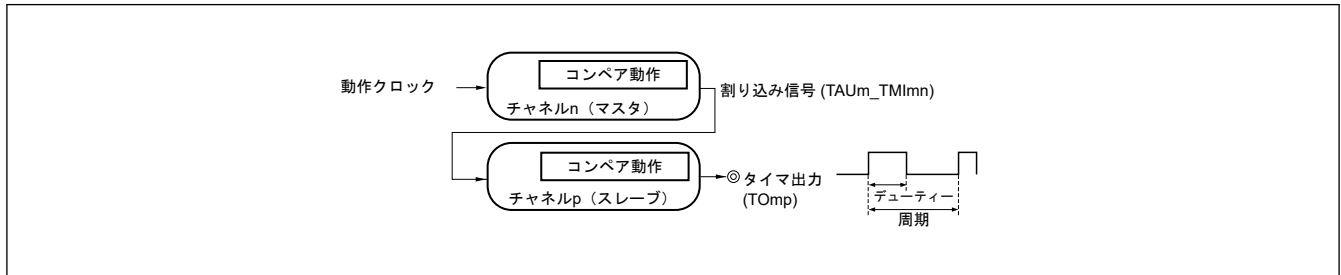 コンペア動作
動作クロック
割り込み信号 (TAUm_TMImn)
チャネルn（マスタ）
コンペア動作
タイマ出力
(TOmp)
チャネルp（スレーブ）
デューティー
周期